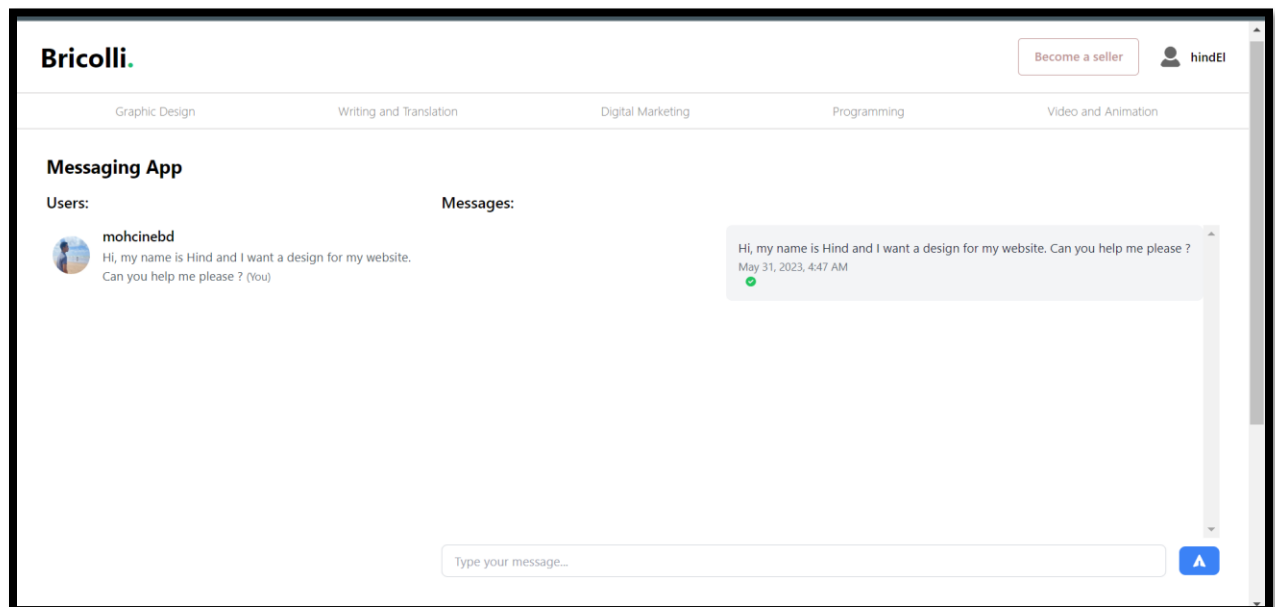 Bricolli.
Become a seller
hindEl
Graphic Design
Writing and Translation
Digital Marketing
Programming
Video and Animation
Messaging App
Users:
mohcinebd
Hi, my name is Hind and I want a design for my website.
Can you help me please ? (You)
Messages:
Hi, my name is Hind and I want a design for my website. Can you help me please ?
May 31, 2023, 4:47 AM
Type your message...